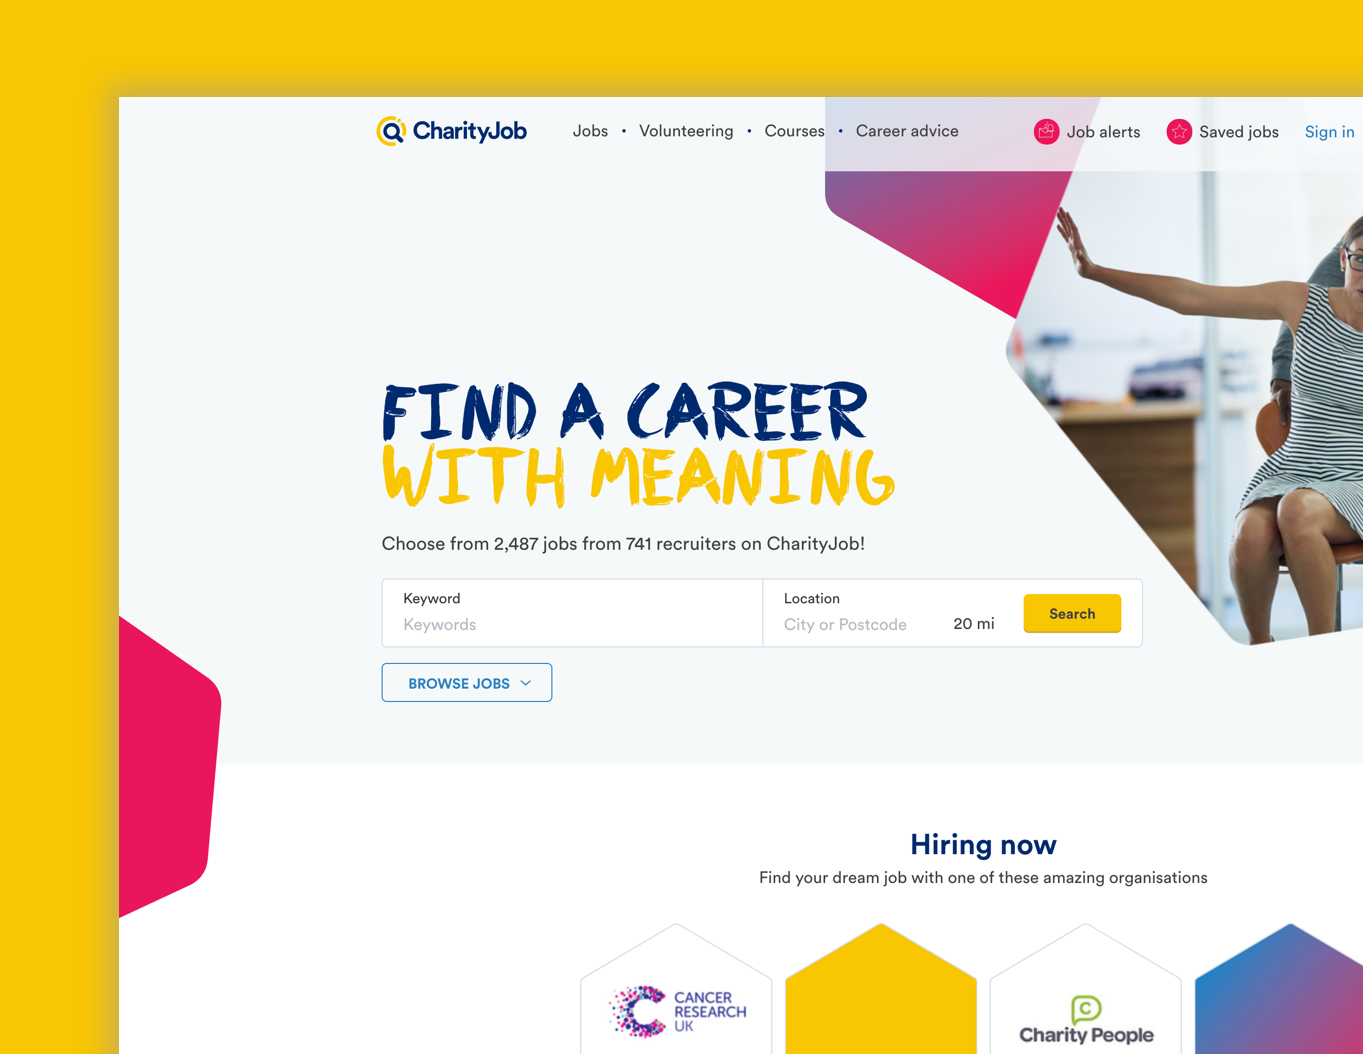 CharityJob
Jobs • Volunteering • Courses • Career advice
Job alerts
Saved jobs
Sign in
FIND A CAREER
WITH MEANING
Choose from 2,487 jobs from 741 recruiters on CharityJob!
Keyword
Keywords
Location
City or Postcode
20 mi
Search
BROWSE JOBS
Hiring now
Find your dream job with one of these amazing organisations
CANCER
RESEARCH
UK
Charity People